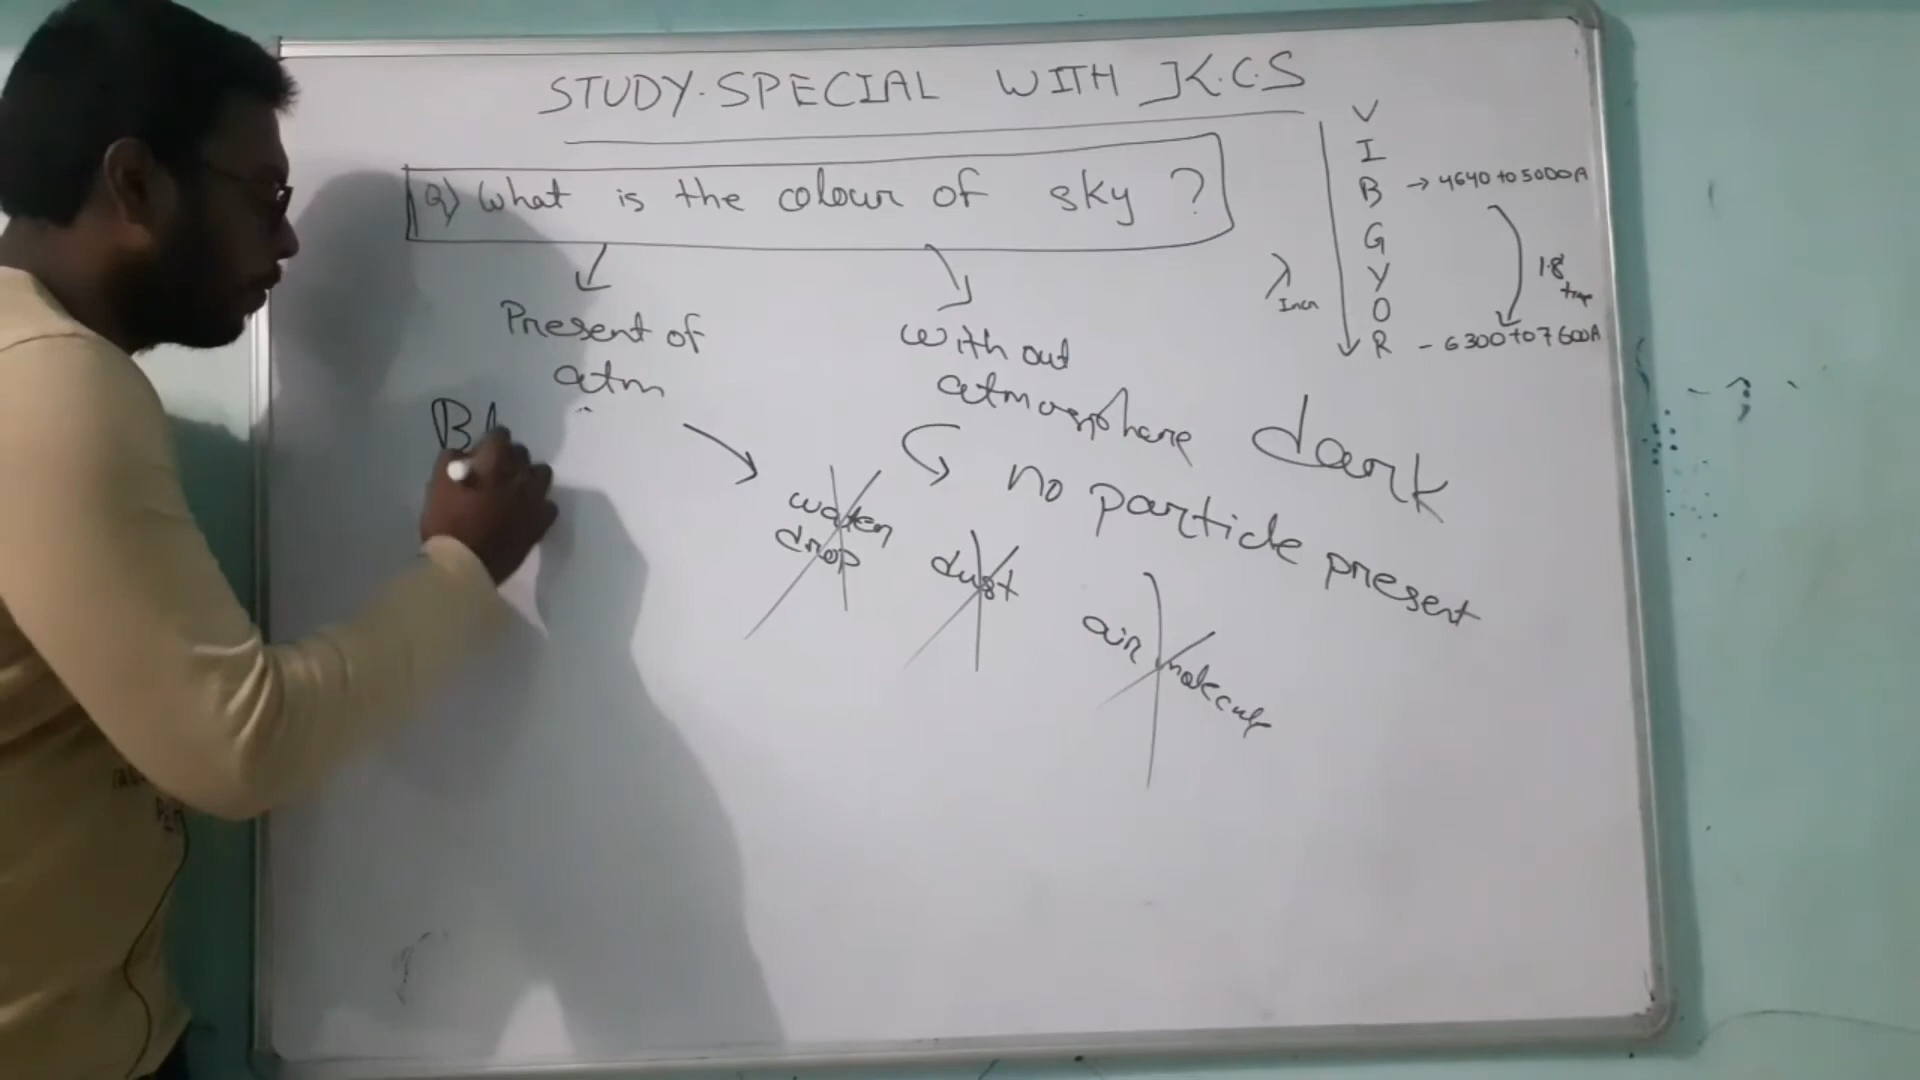 STUDY.SPECIAL WITH J.K.C.S
Q) What is the colour of sky ?
Present of
atm
Bl
With out
atmosphere
dark
no particle present
water
drop
dust
air molecule
λ
Incr
V
I
B → 4640 to 5000A
G
Y
O
R - 6300 to 7600A
1.8